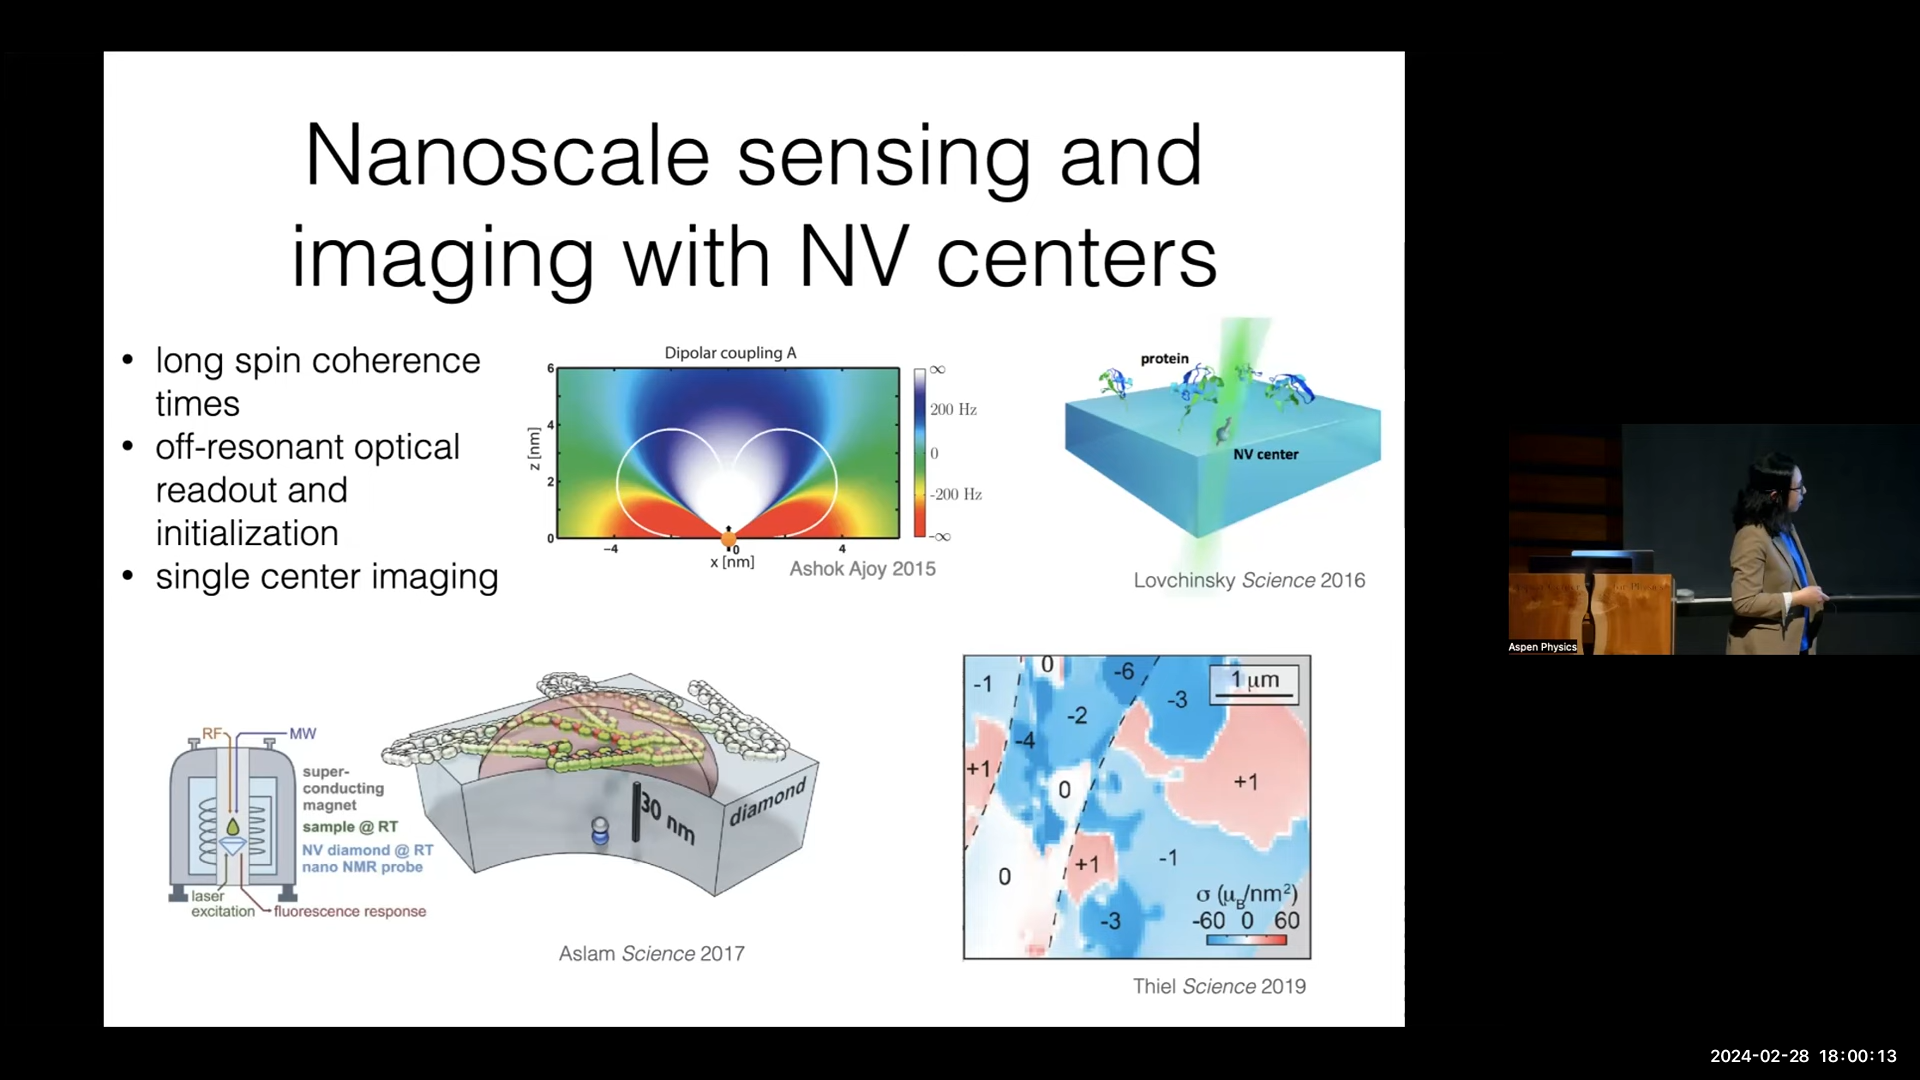 Nanoscale sensing and
imaging with NV centers
• long spin coherence
times
• off-resonant optical
readout and
initialization
• single center imaging
Dipolar coupling A
6
4
2
0
z [nm]
−4
0
4
x [nm]
∞
200 Hz
0
-200 Hz
-∞
Ashok Ajoy 2015
protein
NV center
Lovchinsky Science 2016
RF
MW
super-
conducting
magnet
sample @ RT
NV diamond @ RT
nano NMR probe
laser
excitation
fluorescence response
30 nm
diamond
Aslam Science 2017
0
-1
-6
1 μm
-3
-2
-4
+1
0
+1
+1
-1
0
-3
σ (μB/nm²)
-60 0 60
Thiel Science 2019
Aspen Physics
2024-02-28 18:00:13